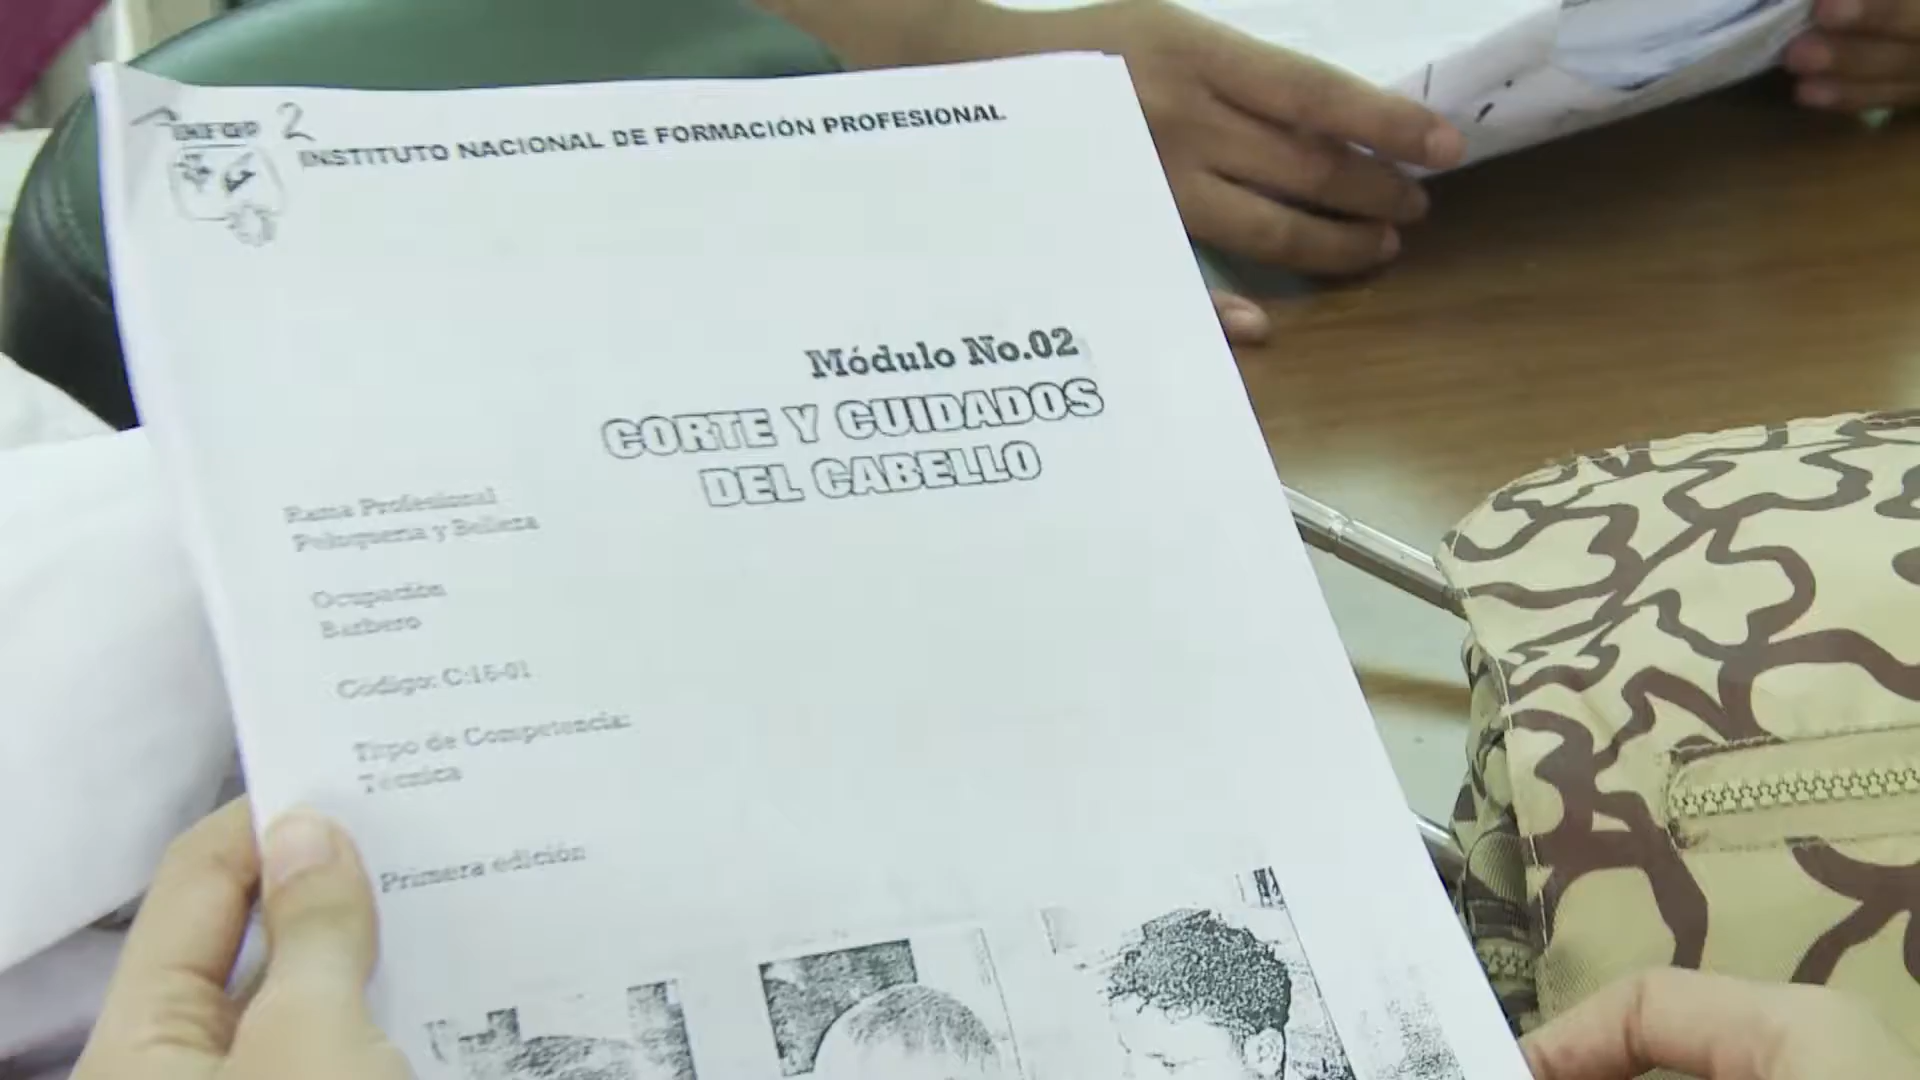 INFOP 2
INSTITUTO NACIONAL DE FORMACIÓN PROFESIONAL
Módulo No.02
CORTE Y CUIDADOS
DEL CABELLO
Rama Profesional
Peluquería y Belleza
Ocupación
Barbero
Código: C:16-01
Tipo de Competencia:
Técnica
Primera edición